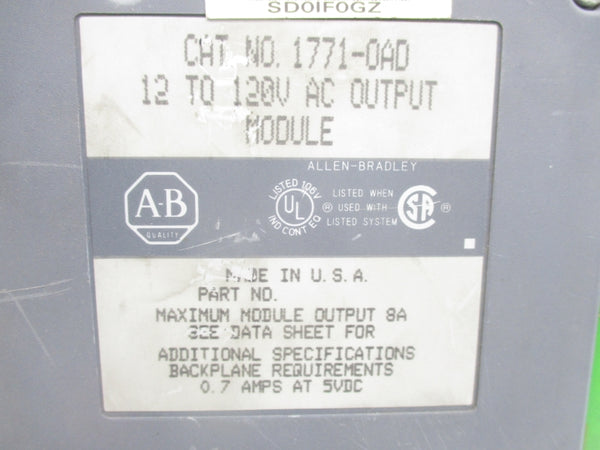 SD0IF0GZ
CAT NO. 1771-OAD
12 TO 120V AC OUTPUT
MODULE
ALLEN-BRADLEY
A-B
QUALITY
LISTED 106V
UL
IND CONT EQ
®
LISTED WHEN
USED WITH
LISTED SYSTEM
SA
®
MADE IN U.S.A.
PART NO.
MAXIMUM MODULE OUTPUT 8A
SEE DATA SHEET FOR
ADDITIONAL SPECIFICATIONS
BACKPLANE REQUIREMENTS
0.7 AMPS AT 5VDC